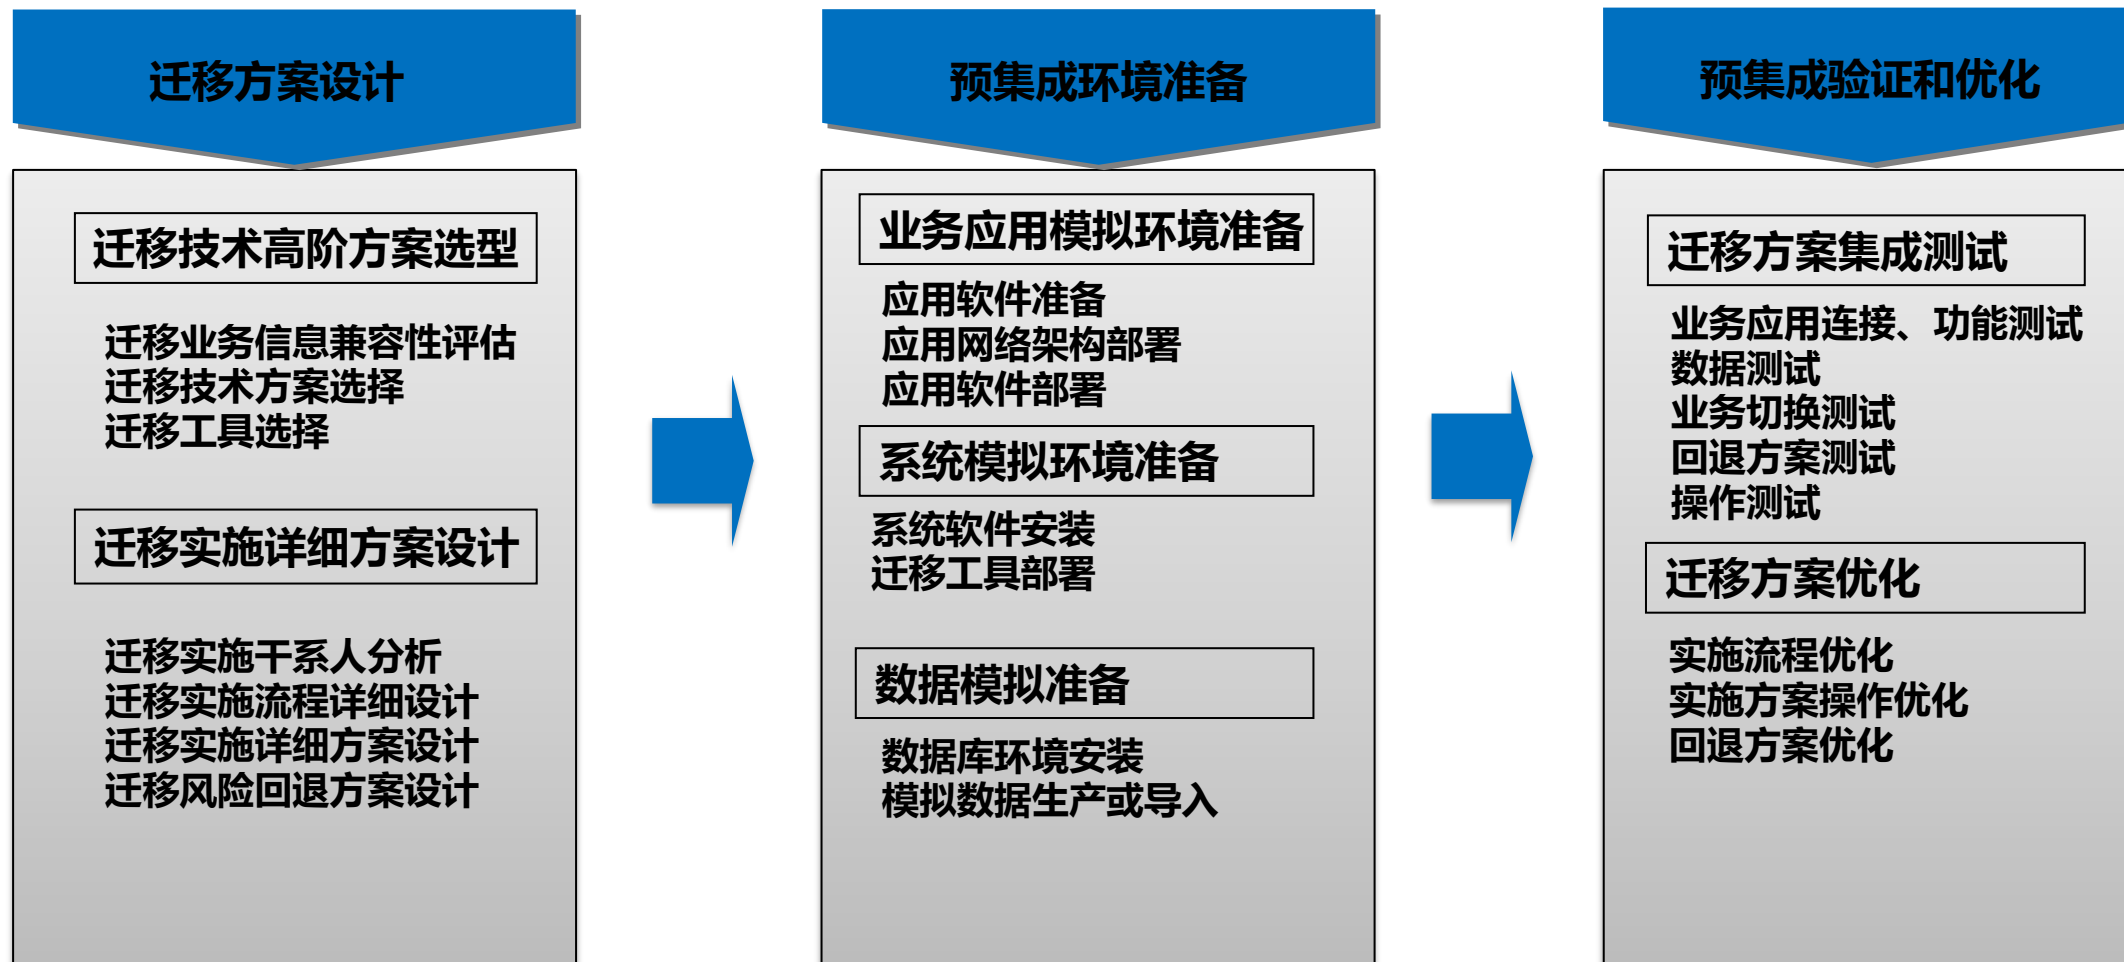 迁移方案设计
迁移技术高阶方案选型
迁移业务信息兼容性评估
迁移技术方案选择
迁移工具选择
迁移实施详细方案设计
迁移实施干系人分析
迁移实施流程详细设计
迁移实施详细方案设计
迁移风险回退方案设计
预集成环境准备
业务应用模拟环境准备
应用软件准备
应用网络架构部署
应用软件部署
系统模拟环境准备
系统软件安装
迁移工具部署
数据模拟准备
数据库环境安装
模拟数据生产或导入
预集成验证和优化
迁移方案集成测试
业务应用连接、功能测试
数据测试
业务切换测试
回退方案测试
操作测试
迁移方案优化
实施流程优化
实施方案操作优化
回退方案优化